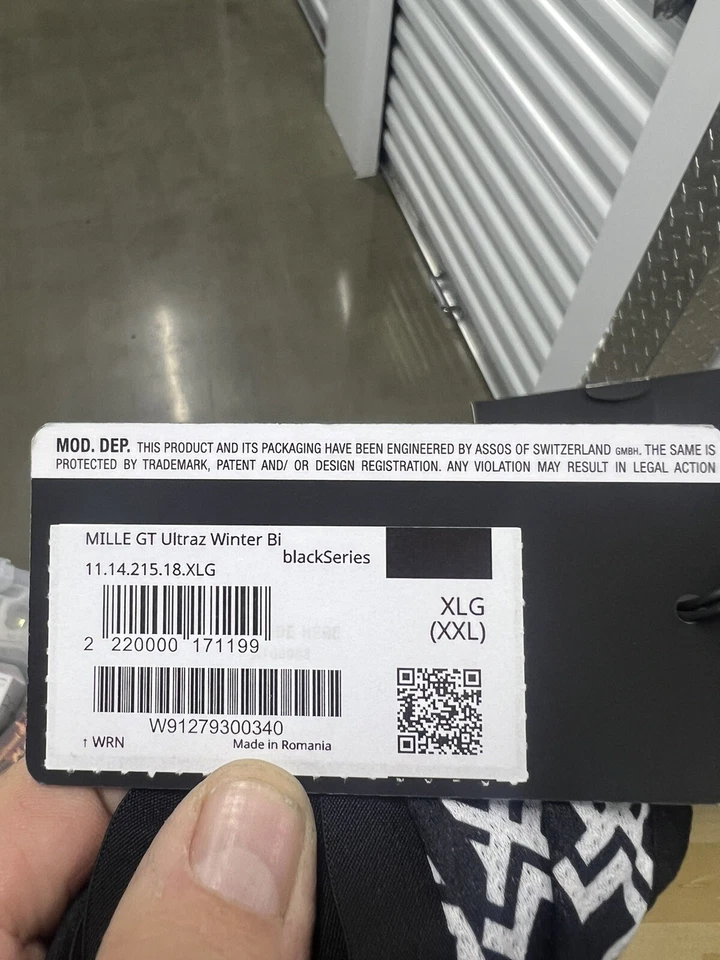 MOD. DEP. THIS PRODUCT AND ITS PACKAGING HAVE BEEN ENGINEERED BY ASSOS OF SWITZERLAND GMBH. THE SAME IS
PROTECTED BY TRADEMARK, PATENT AND/ OR DESIGN REGISTRATION. ANY VIOLATION MAY RESULT IN LEGAL ACTION
MILLE GT Ultraz Winter Bi
blackSeries
11.14.215.18.XLG
XLG
(XXL)
2 220000 171199
W91279300340
↑ WRN
Made in Romania